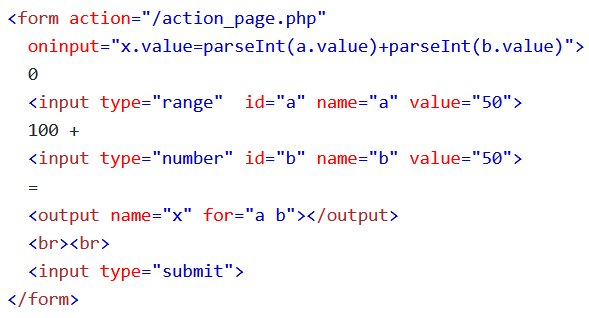 <form action="/action_page.php"
oninput="x.value=parseInt(a.value)+parseInt(b.value)">
0
<input type="range"  id="a" name="a" value="50">
100 +
<input type="number" id="b" name="b" value="50">
=
<output name="x" for="a b"></output>
<br><br>
<input type="submit">
</form>